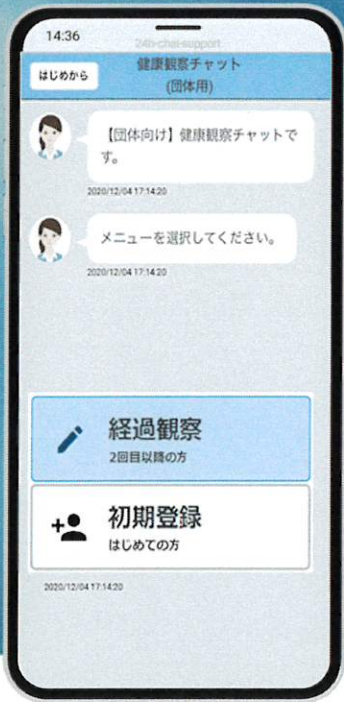 14:36
24h-chat-support
はじめから
健康観察チャット
(団体用)
【団体向け】健康観察チャットで
す。
2020/12/04 17:14:20
メニューを選択してください。
2020/12/04 17:14:20
経過観察
2回目以降の方
初期登録
はじめての方
2020/12/04 17:14:20